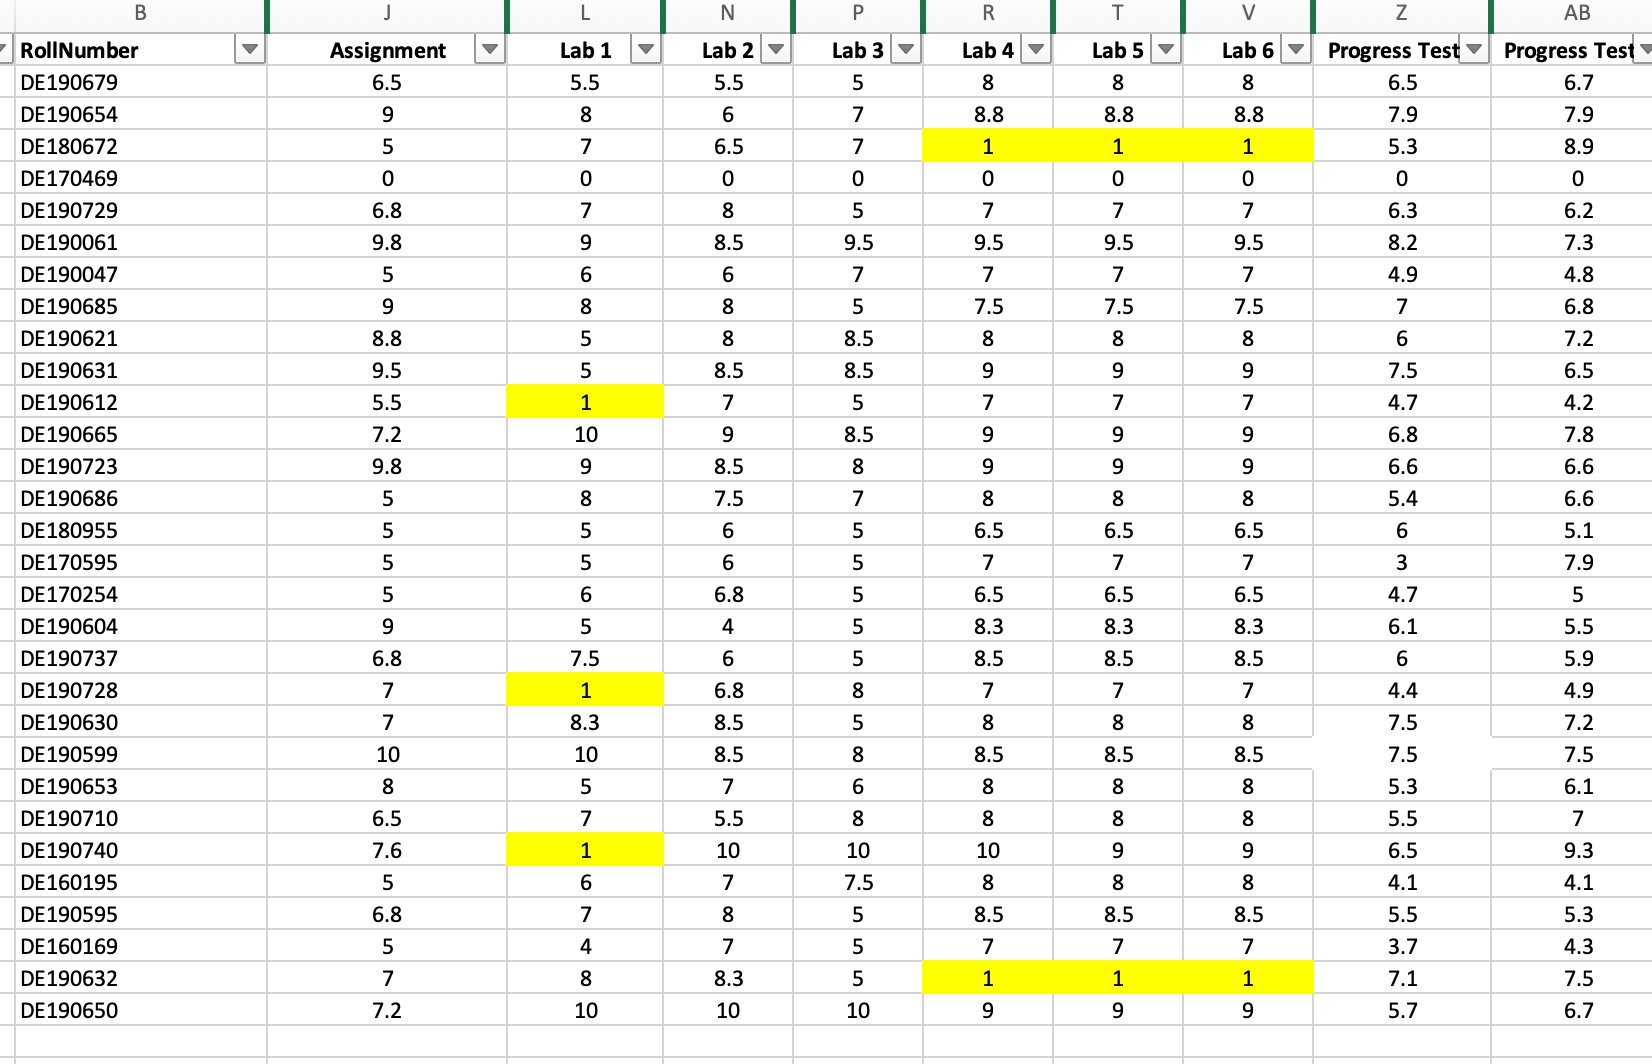 B J L N P R T V Z AB
RollNumber Assignment Lab 1 Lab 2 Lab 3 Lab 4 Lab 5 Lab 6 Progress Test Progress Test
DE190679 6.5 5.5 5.5 5 8 8 8 6.5 6.7
DE190654 9 8 6 7 8.8 8.8 8.8 7.9 7.9
DE180672 5 7 6.5 7 1 1 1 5.3 8.9
DE170469 0 0 0 0 0 0 0 0 0
DE190729 6.8 7 8 5 7 7 7 6.3 6.2
DE190061 9.8 9 8.5 9.5 9.5 9.5 9.5 8.2 7.3
DE190047 5 6 6 7 7 7 7 4.9 4.8
DE190685 9 8 8 5 7.5 7.5 7.5 7 6.8
DE190621 8.8 5 8 8.5 8 8 8 6 7.2
DE190631 9.5 5 8.5 8.5 9 9 9 7.5 6.5
DE190612 5.5 1 7 5 7 7 7 4.7 4.2
DE190665 7.2 10 9 8.5 9 9 9 6.8 7.8
DE190723 9.8 9 8.5 8 9 9 9 6.6 6.6
DE190686 5 8 7.5 7 8 8 8 5.4 6.6
DE180955 5 5 6 5 6.5 6.5 6.5 6 5.1
DE170595 5 5 6 5 7 7 7 3 7.9
DE170254 5 6 6.8 5 6.5 6.5 6.5 4.7 5
DE190604 9 5 4 5 8.3 8.3 8.3 6.1 5.5
DE190737 6.8 7.5 6 5 8.5 8.5 8.5 6 5.9
DE190728 7 1 6.8 8 7 7 7 4.4 4.9
DE190630 7 8.3 8.5 5 8 8 8 7.5 7.2
DE190599 10 10 8.5 8 8.5 8.5 8.5 7.5 7.5
DE190653 8 5 7 6 8 8 8 5.3 6.1
DE190710 6.5 7 5.5 8 8 8 8 5.5 7
DE190740 7.6 1 10 10 10 9 9 6.5 9.3
DE160195 5 6 7 7.5 8 8 8 4.1 4.1
DE190595 6.8 7 8 5 8.5 8.5 8.5 5.5 5.3
DE160169 5 4 7 5 7 7 7 3.7 4.3
DE190632 7 8 8.3 5 1 1 1 7.1 7.5
DE190650 7.2 10 10 10 9 9 9 5.7 6.7